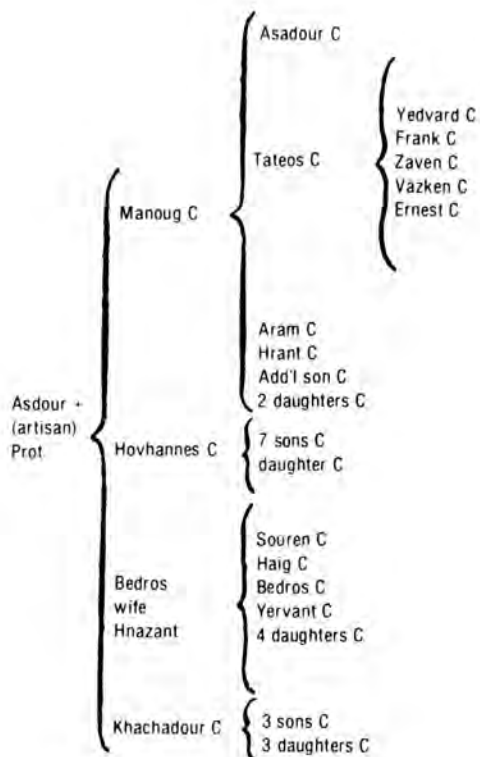 Asadour C
Yedvard C
Frank C
Zaven C
Vazken C
Ernest C
Tateos C
Manoug C
Aram C
Hrant C
Add'l son C
2 daughters C
Asdour +
(artisan)
Prot.
Hovhannes C
7 sons C
daughter C
Souren C
Haig C
Bedros C
Yervant C
4 daughters C
Bedros
wife
Hnazant
Khachadour C
3 sons C
3 daughters C